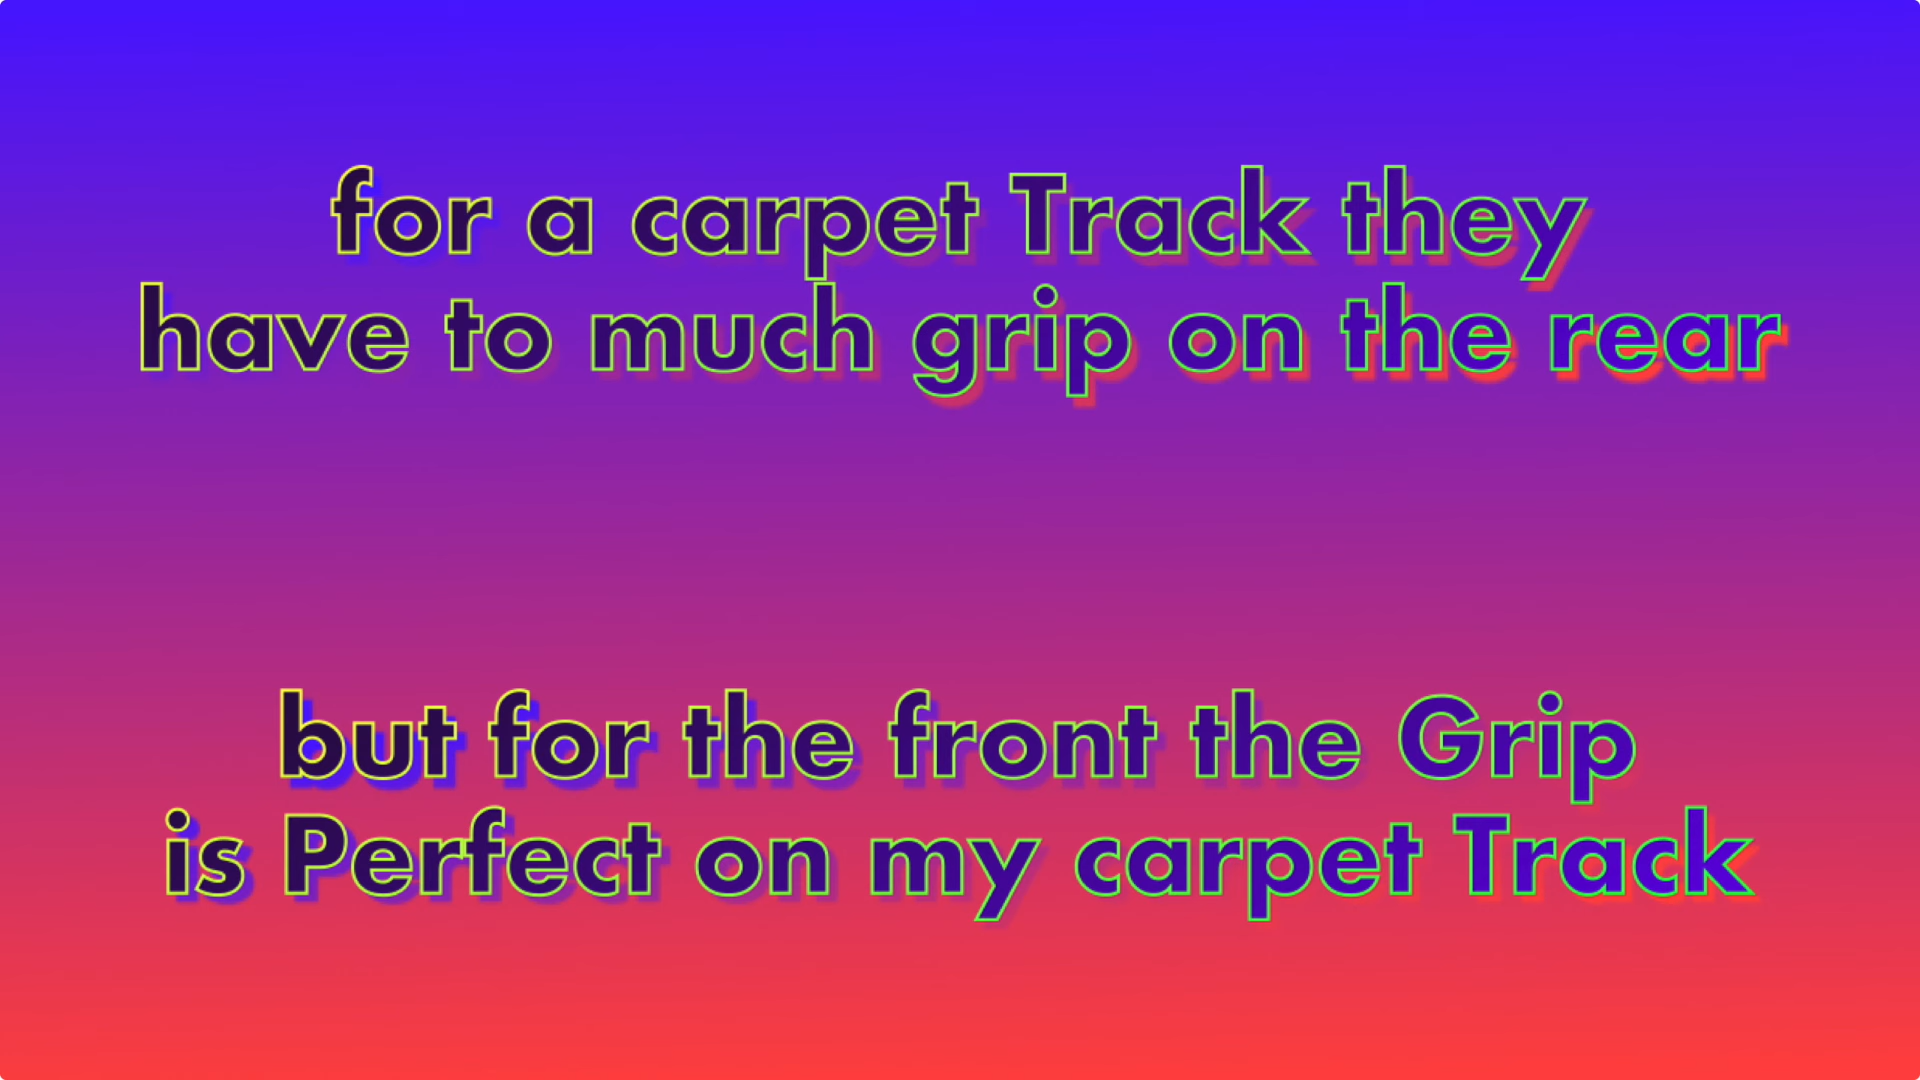 for a carpet Track they
have to much grip on the rear
but for the front the Grip
is Perfect on my carpet Track